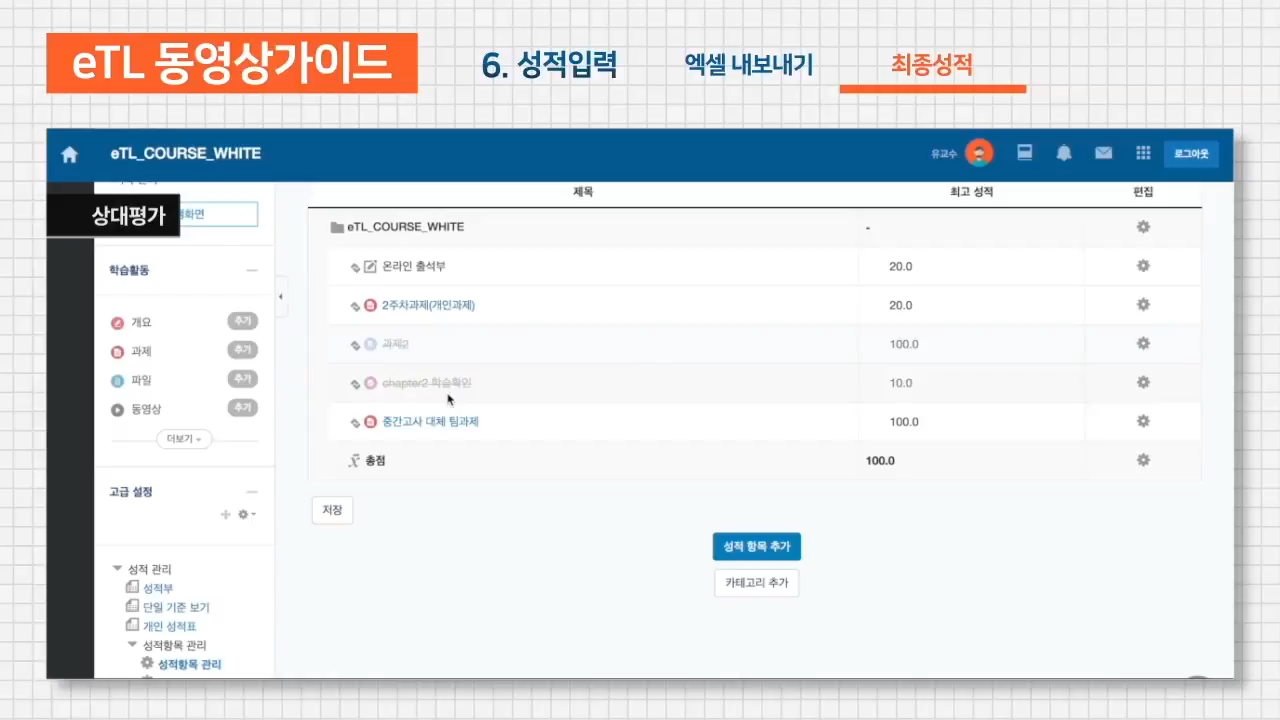 eTL 동영상가이드
6. 성적입력
엑셀 내보내기
최종성적
eTL_COURSE_WHITE
유교수
로그아웃
상대평가
화면
제목
최고 성적
편집
eTL_COURSE_WHITE
-
온라인 출석부
20.0
2주차과제(개인과제)
20.0
과제2
100.0
chapter2 학습확인
10.0
중간고사 대체 팀과제
100.0
총점
100.0
저장
성적 항목 추가
카테고리 추가
학습활동
개요
추가
과제
추가
파일
추가
동영상
추가
더보기
고급 설정
성적 관리
성적부
단일 기준 보기
개인 성적표
성적항목 관리
성적항목 관리